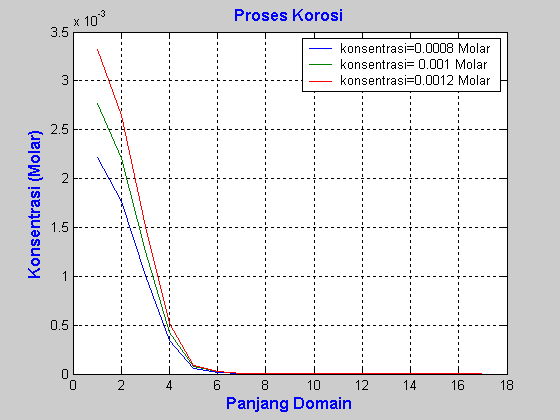 Proses Korosi
x 10^-3
konsentrasi=0.0008 Molar
konsentrasi= 0.001 Molar
konsentrasi=0.0012 Molar
Konsentrasi (Molar)
3.5
3
2.5
2
1.5
1
0.5
0
0 2 4 6 8 10 12 14 16 18
Panjang Domain